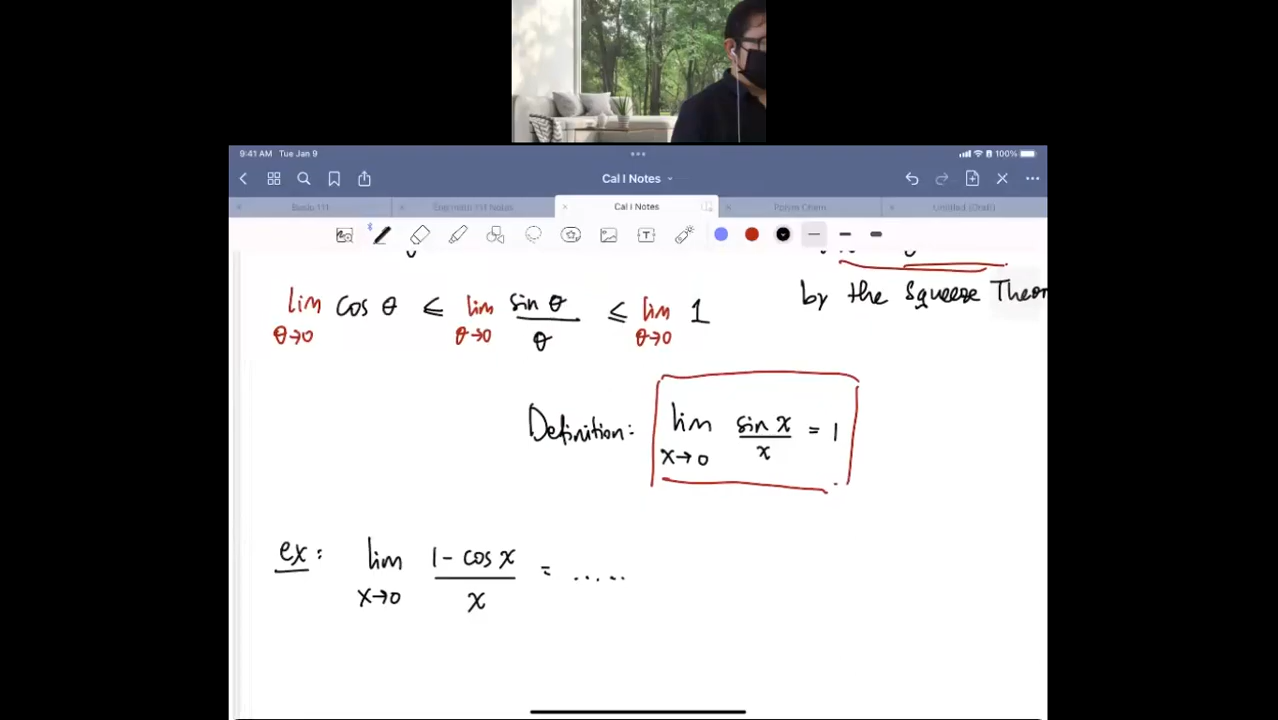 9:41 AM Tue Jan 9
100%
Cal I Notes
Cal I Notes
by the Squeeze Theor
lim cos θ ≤ lim sin θ / θ ≤ lim 1
θ→0 θ→0 θ→0
Definition: lim sin x / x = 1
x→0
ex: lim 1 - cos x / x = .....
x→0